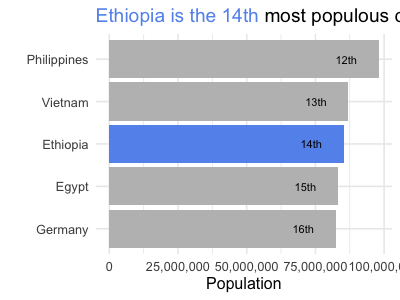 Ethiopia is the 14th most populous c
Philippines
12th
Vietnam
13th
Ethiopia
14th
Egypt
15th
Germany
16th
0
25,000,000
50,000,000
75,000,000
100,000,0
Population